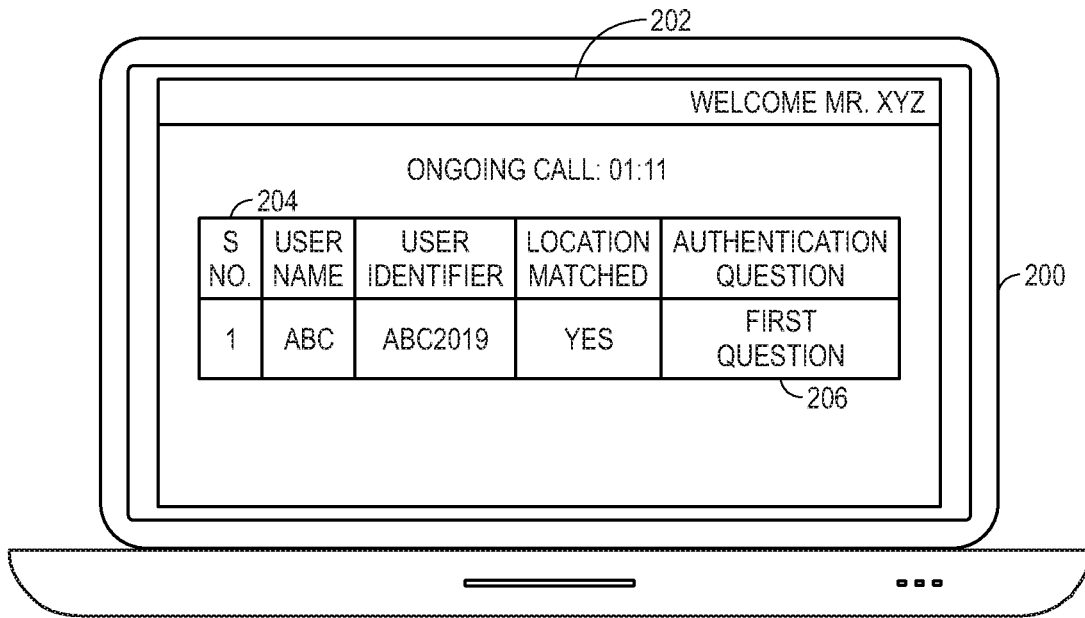 202
WELCOME MR. XYZ
ONGOING CALL: 01:11
204
S NO. USER NAME USER IDENTIFIER LOCATION MATCHED AUTHENTICATION QUESTION
200
1 ABC ABC2019 YES FIRST QUESTION
206